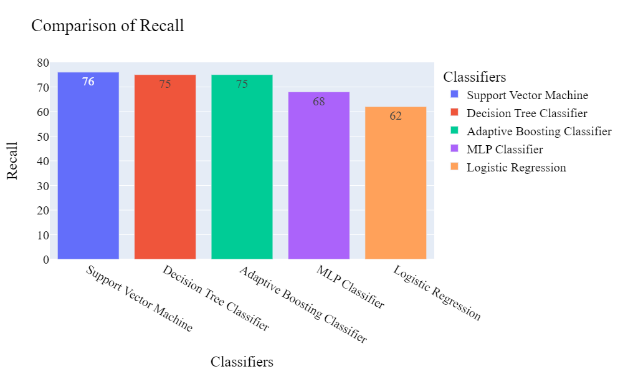 Comparison of Recall
80
70
60
50
40
30
20
10
0
Recall
76
75
75
68
62
Support Vector Machine
Decision Tree Classifier
Adaptive Boosting Classifier
MLP Classifier
Logistic Regression
Classifiers
Classifiers
Support Vector Machine
Decision Tree Classifier
Adaptive Boosting Classifier
MLP Classifier
Logistic Regression